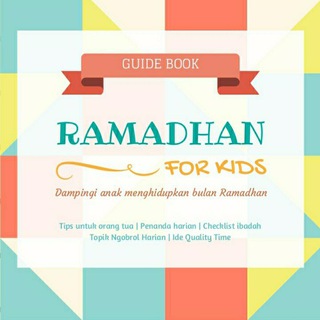 GUIDE BOOK
RAMADHAN
FOR KIDS
Dampingi anak menghidupkan bulan Ramadhan
Tips untuk orang tua | Penanda harian | Checklist ibadah
Topik Ngobrol Harian | Ide Quality Time